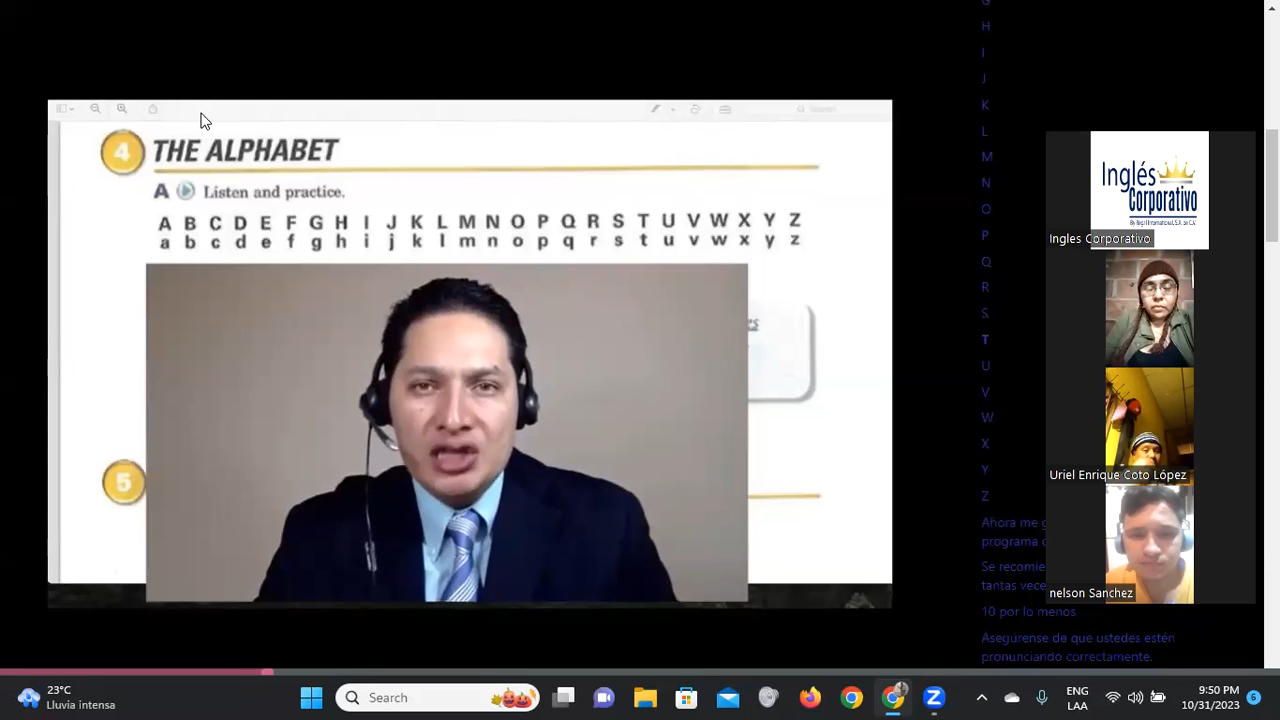 4 THE ALPHABET
A Listen and practice.
A B C D E F G H I J K L M N O P Q R S T U V W X Y Z
a b c d e f g h i j k l m n o p q r s t u v w x y z
5
G
H
I
J
K
L
M
N
O
P
Q
R
S
T
U
V
W
X
Y
Z
Ahora me
programa
Se
tantas
10 por lo menos
Asegúrense de que ustedes estén
pronunciando correctamente.
Inglés
Corporativo
Ingles Corporativo
Uriel Enrique Coto López
nelson Sanchez
23°C
Lluvia intensa
Search
ENG
LAA
9:50 PM
10/31/2023
6